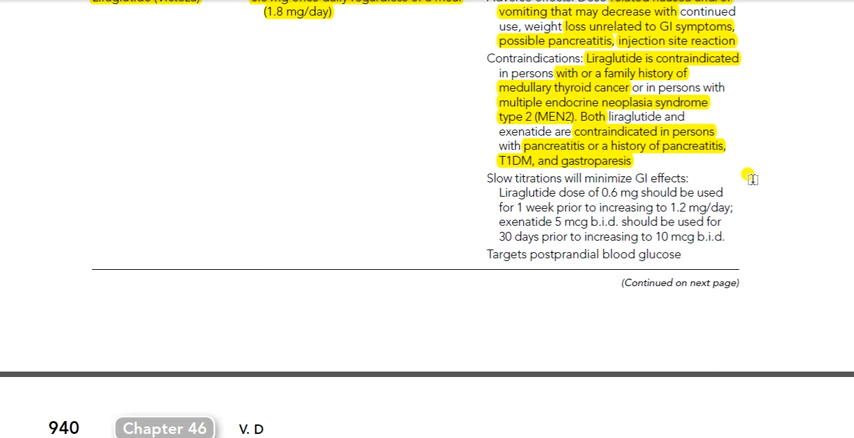 (1.8 mg/day)
vomiting that may decrease with continued
use, weight loss unrelated to GI symptoms,
possible pancreatitis, injection site reaction
Contraindications: Liraglutide is contraindicated
in persons with or a family history of
medullary thyroid cancer or in persons with
multiple endocrine neoplasia syndrome
type 2 (MEN2). Both liraglutide and
exenatide are contraindicated in persons
with pancreatitis or a history of pancreatitis,
T1DM, and gastroparesis
Slow titrations will minimize GI effects:
Liraglutide dose of 0.6 mg should be used
for 1 week prior to increasing to 1.2 mg/day;
exenatide 5 mcg b.i.d. should be used for
30 days prior to increasing to 10 mcg b.i.d.
Targets postprandial blood glucose
(Continued on next page)
940 Chapter 46 V. D